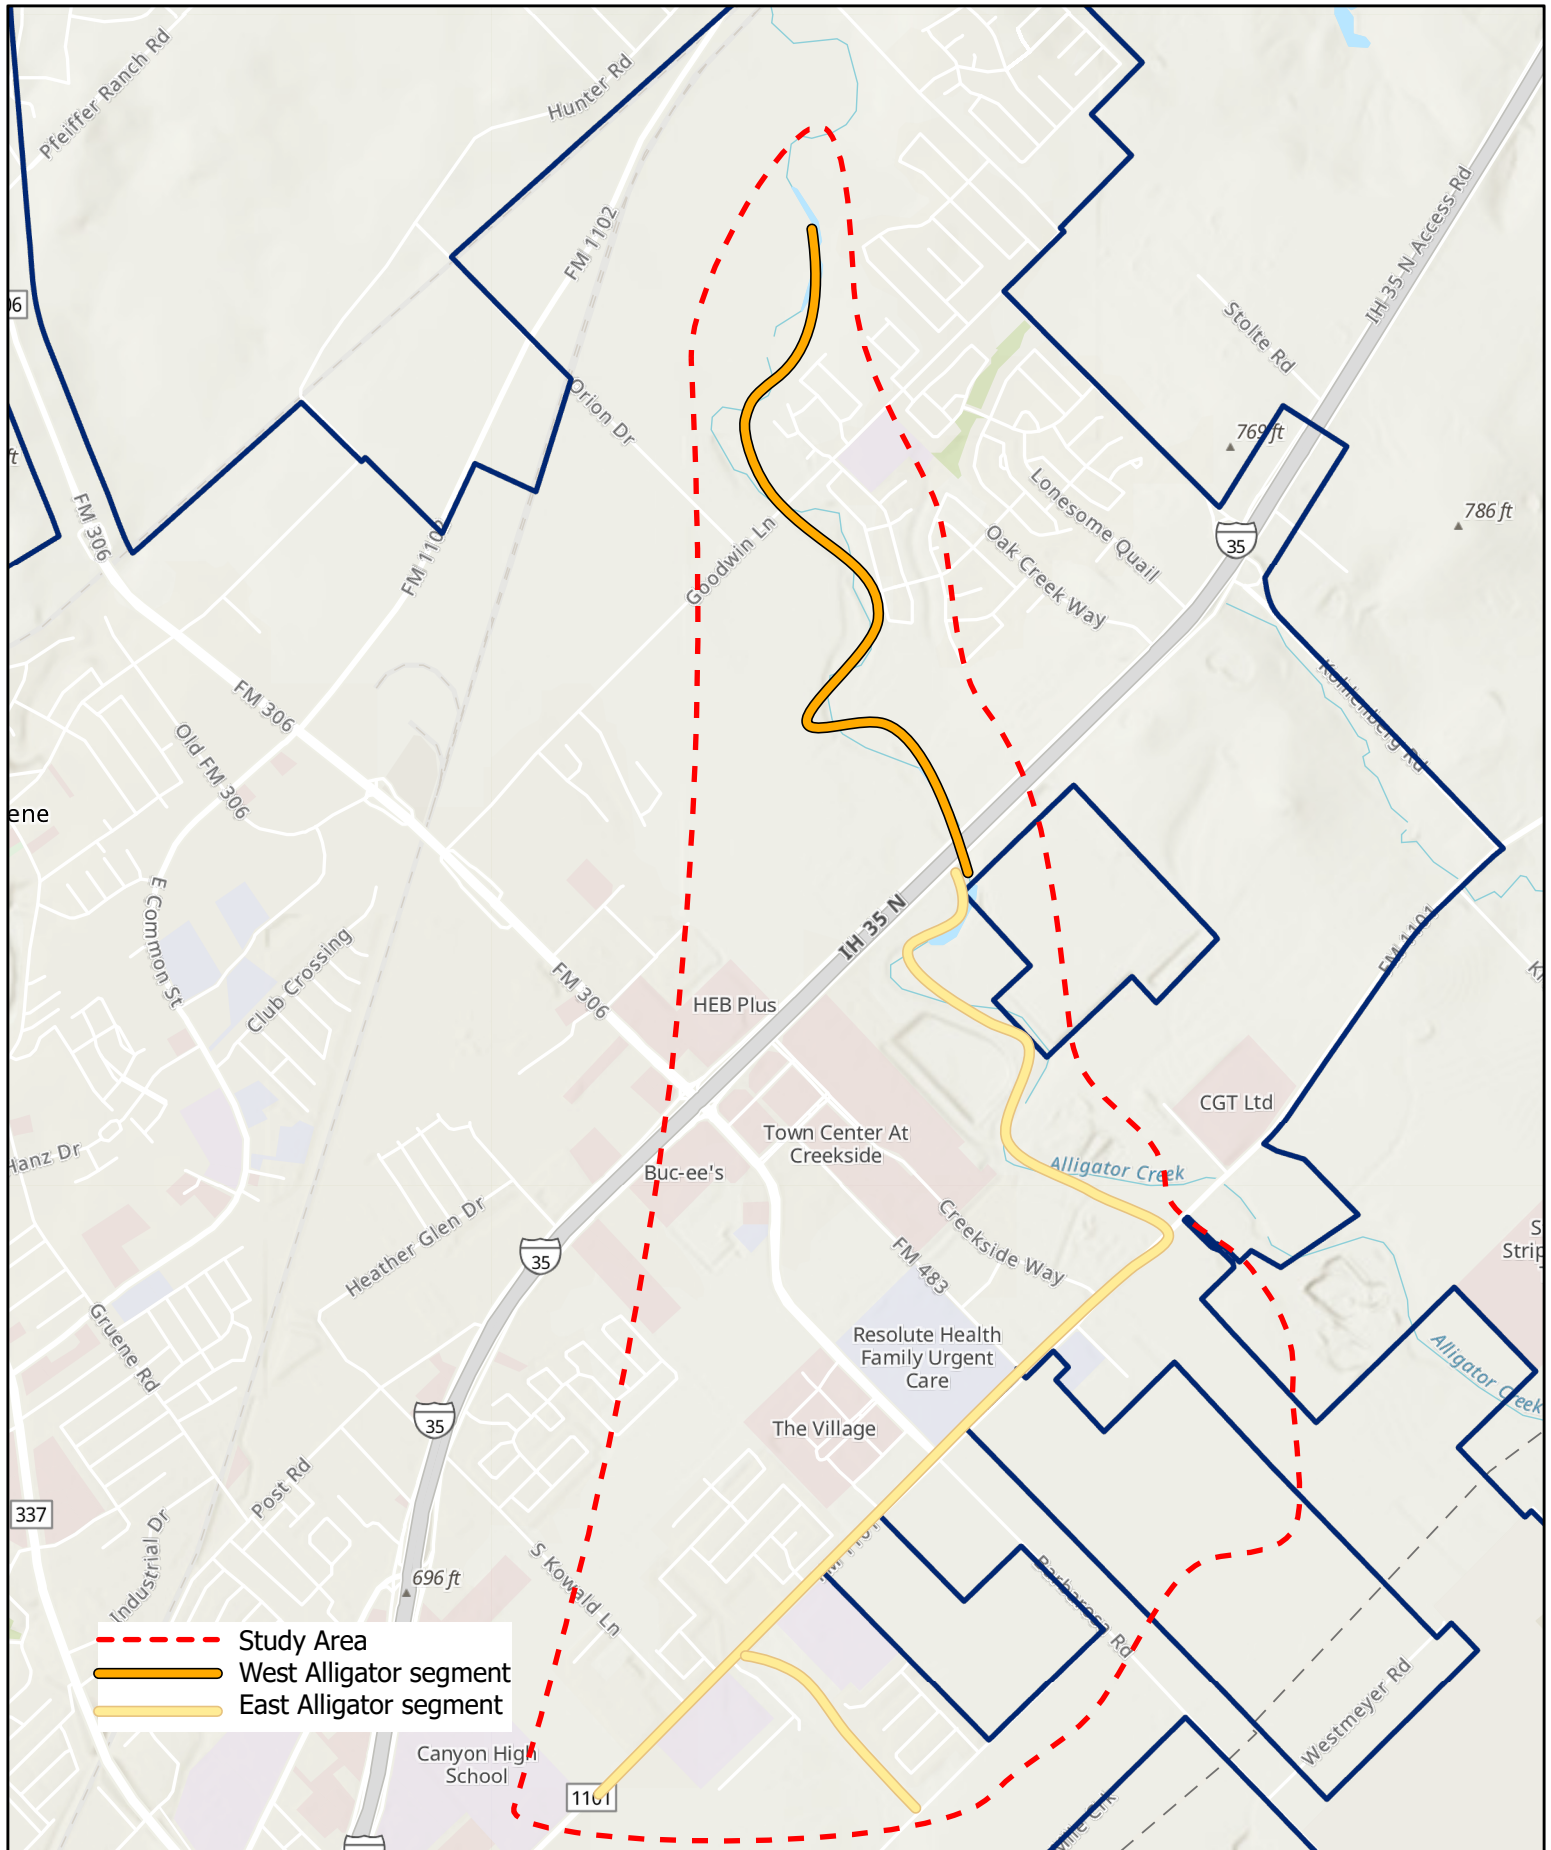 Pfeiffer Ranch Rd
Hunter Rd
FM 1102
IH 35 N Access Rd
06
Stolte Rd
Orion Dr
769 ft
ft
Lonesome Quail
786 ft
FM 306
35
Oak Creek Way
Goodwin Ln
FM 1102
Kohlenberg Rd
FM 306
Old FM 306
ene
E Common St
IH 35 N
FM 1101
Club Crossing
FM 306
HEB Plus
CGT Ltd
Town Center At
Creekside
Hanz Dr
Buc-ee's
Alligator Creek
Heather Glen Dr
Creekside Way
35
FM 483
Strip
Gruene Rd
Resolute Health
Family Urgent
Care
Alligator Creek
35
The Village
Post Rd
337
Industrial Dr
S Kowald Ln
696 ft
Barbarosa Rd
Study Area
West Alligator segment
East Alligator segment
Westmeyer Rd
Canyon High
School
1101